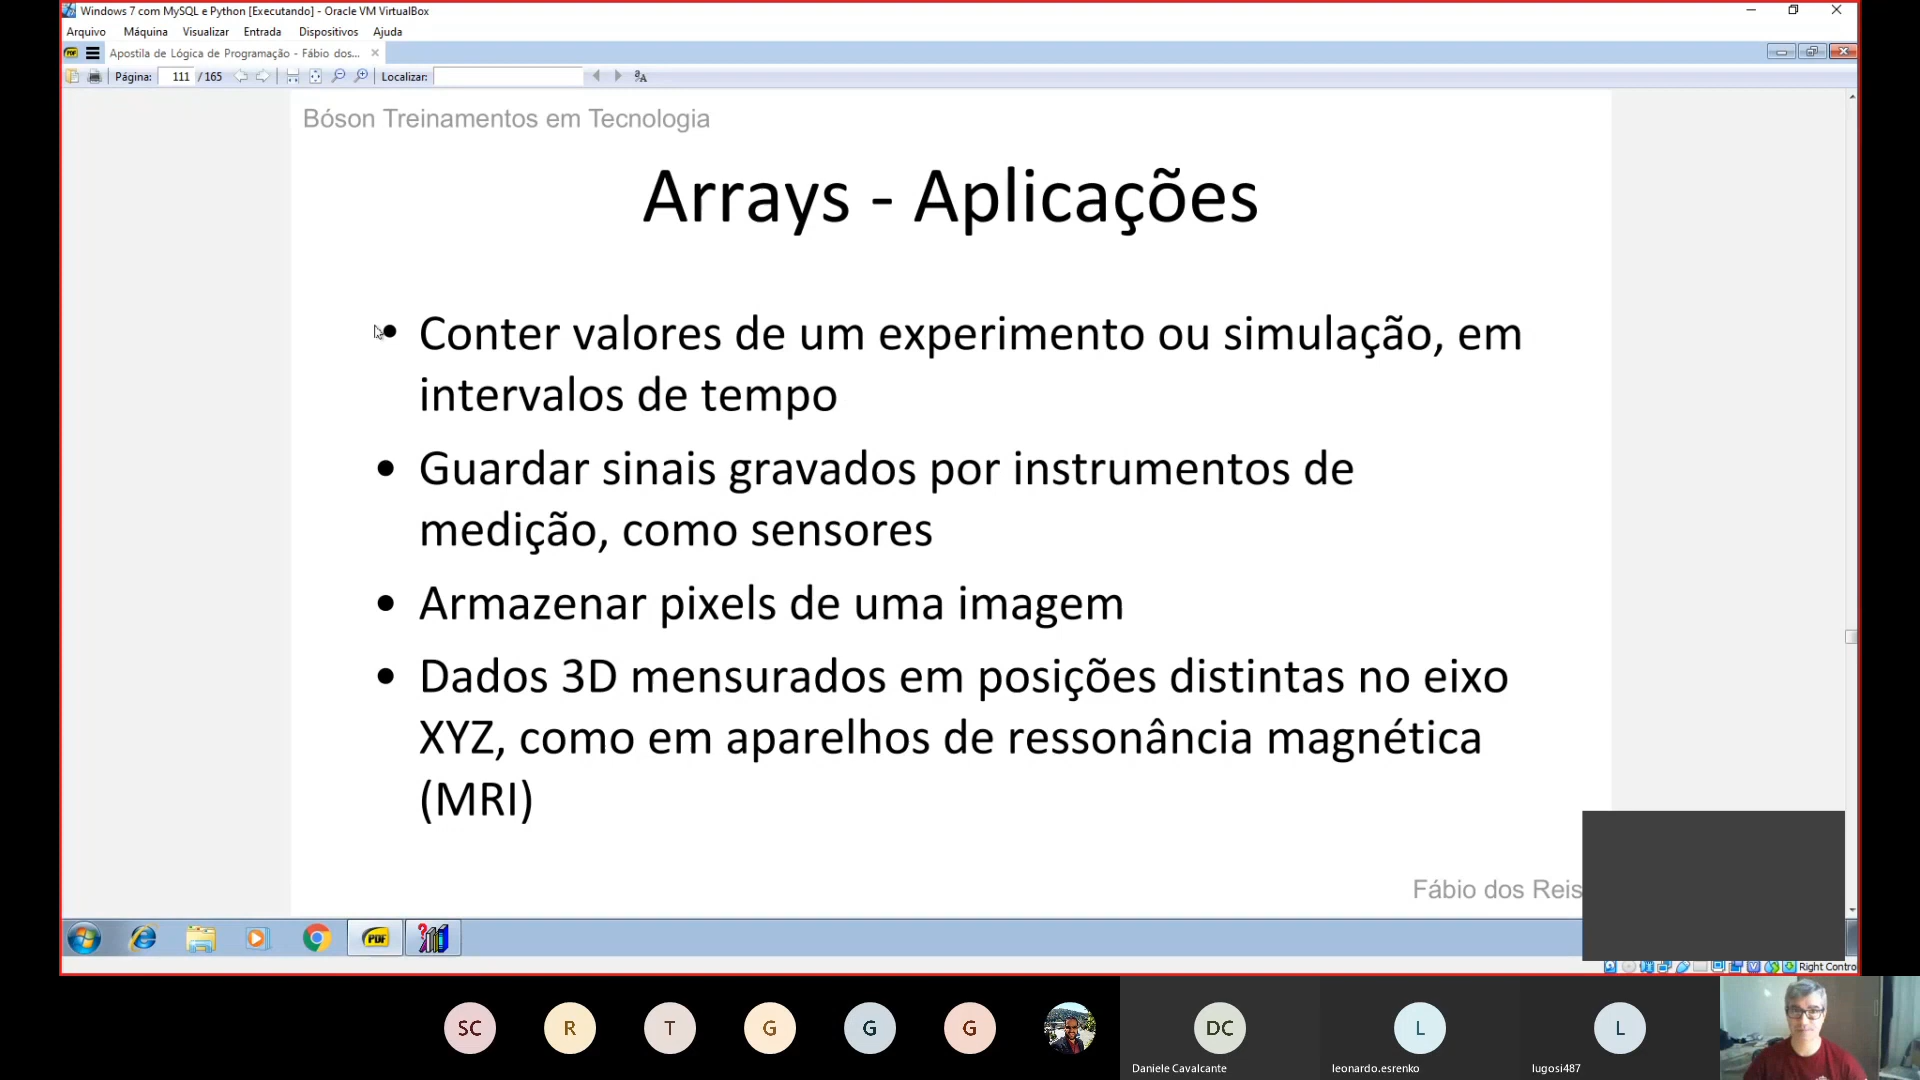 Windows 7 com MySQL e Python [Executando] - Oracle VM VirtualBox
Arquivo Máquina Visualizar Entrada Dispositivos Ajuda
PDF Apostila de Lógica de Programação - Fábio dos...
Página: 111 / 165 Localizar:
Bóson Treinamentos em Tecnologia
Arrays - Aplicações
• Conter valores de um experimento ou simulação, em
intervalos de tempo
• Guardar sinais gravados por instrumentos de
medição, como sensores
• Armazenar pixels de uma imagem
• Dados 3D mensurados em posições distintas no eixo
XYZ, como em aparelhos de ressonância magnética
(MRI)
Fábio dos Reis
PDF
Right Contro
SC R T G G G DC L L
Daniele Cavalcante leonardo.esrenko lugosi487